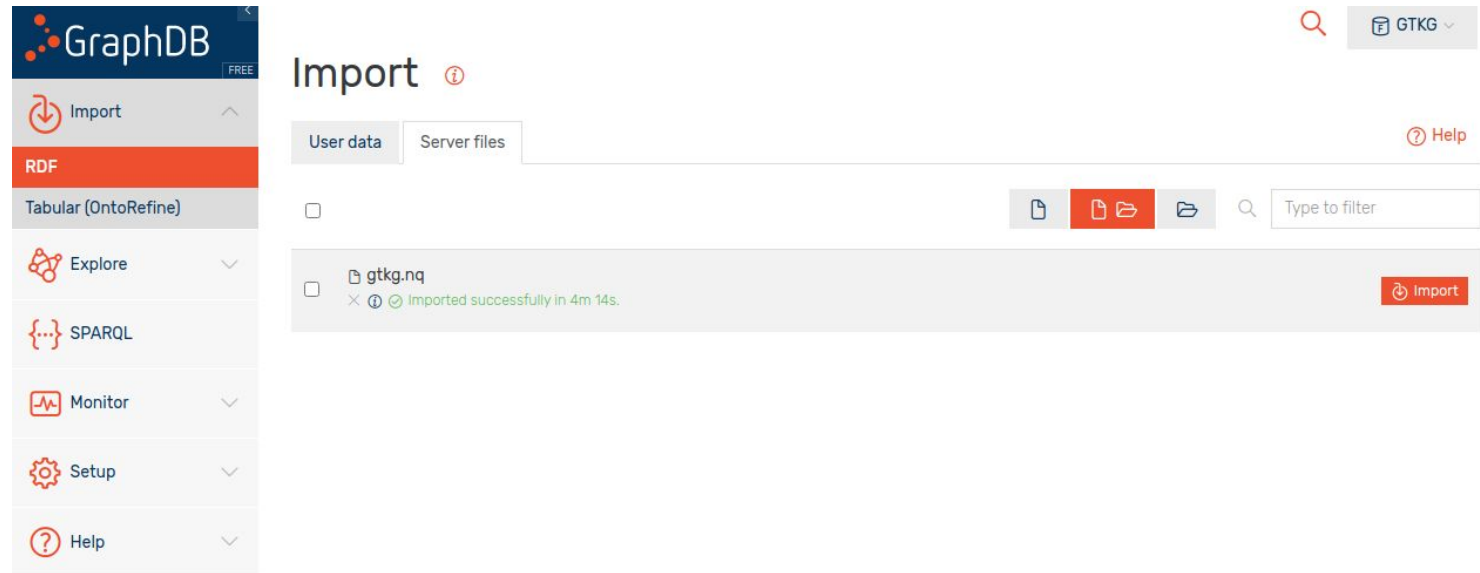 GraphDB
FREE
Import
RDF
Tabular (OntoRefine)
Explore
SPARQL
Monitor
Setup
Help
GTKG
Import
User data
Server files
Help
Type to filter
gtkg.nq
Imported successfully in 4m 14s.
Import